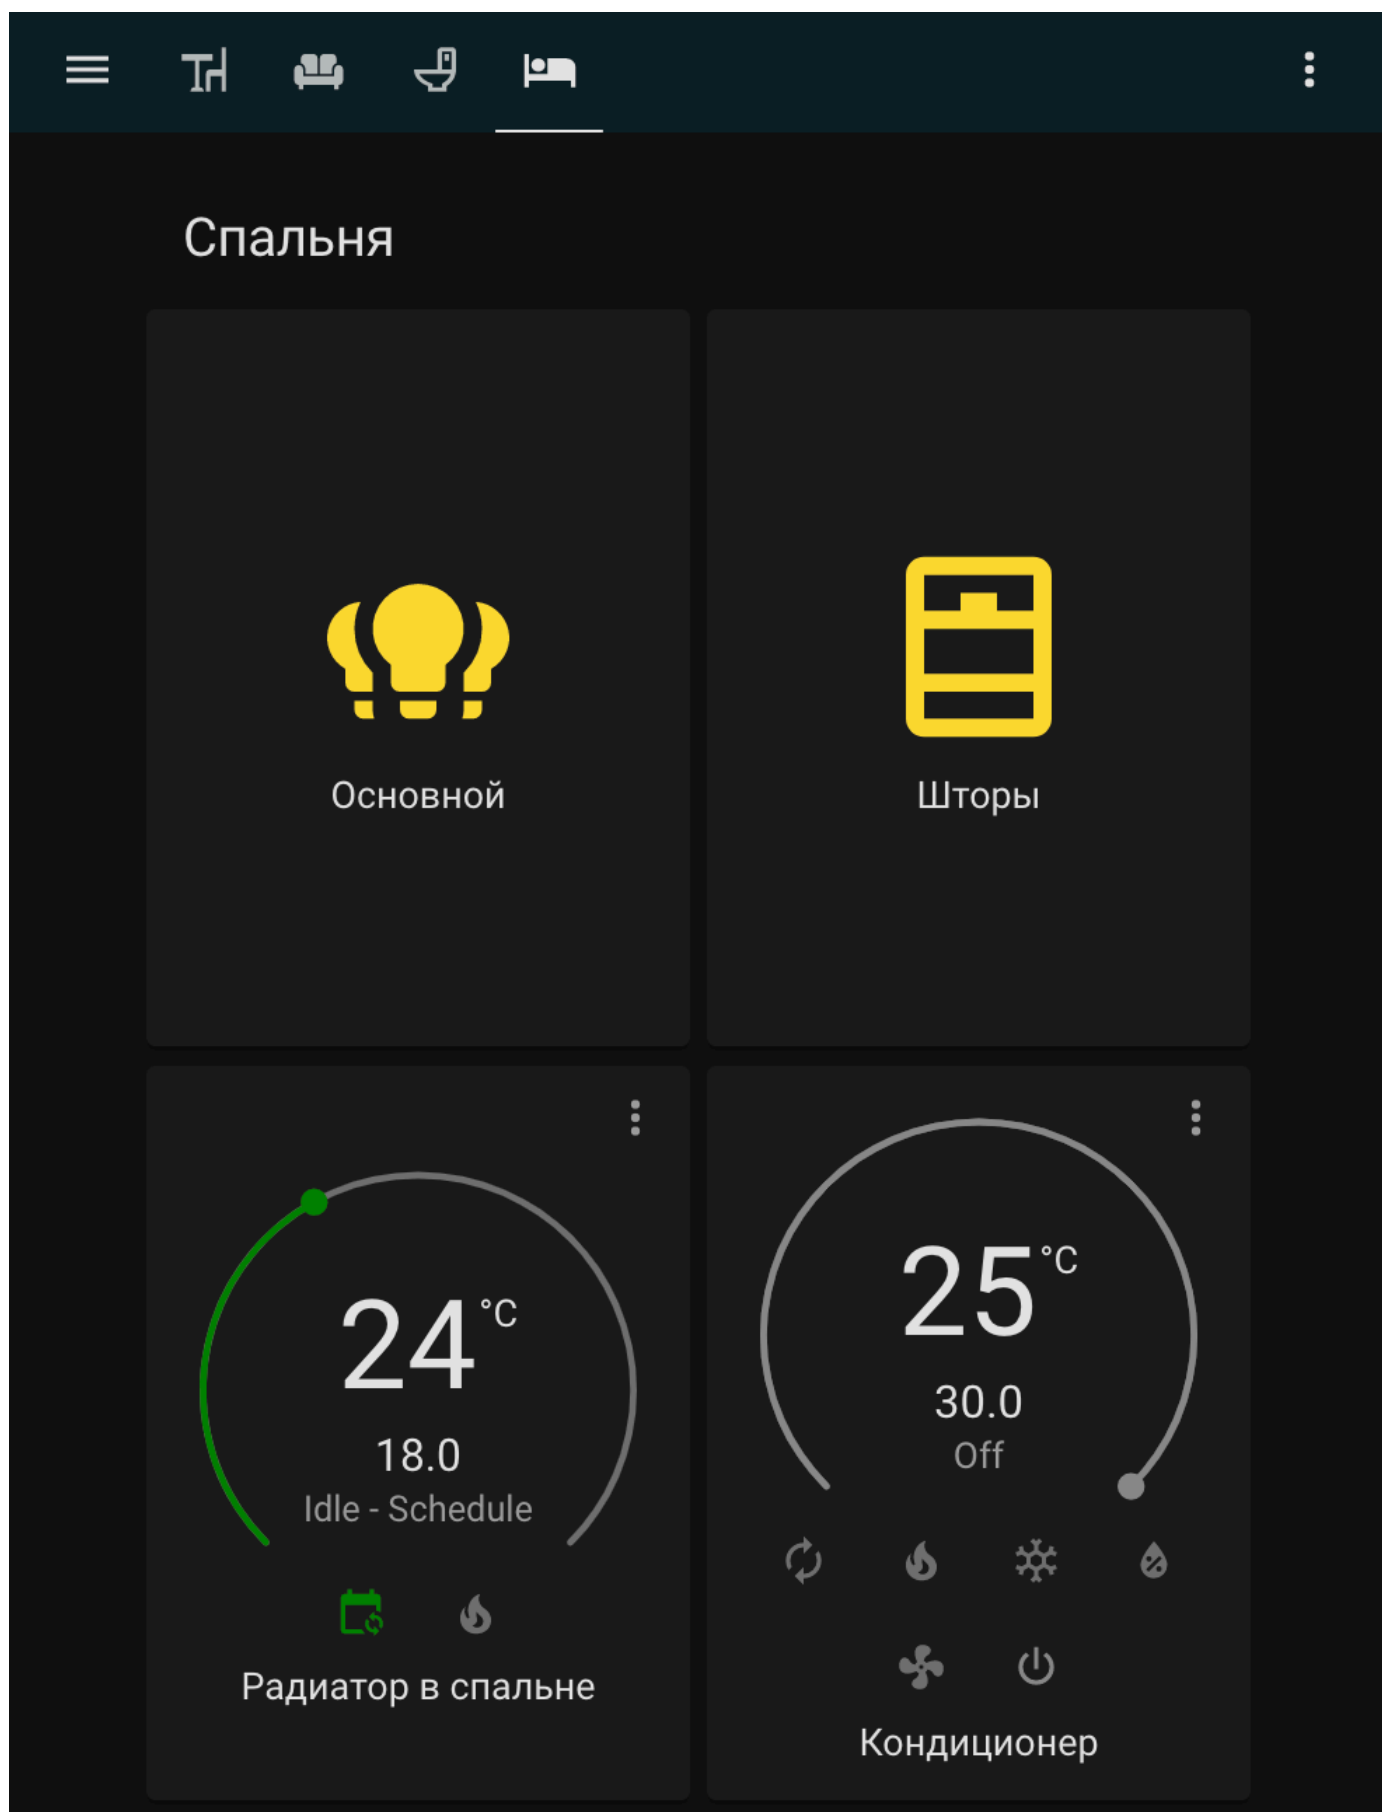 Спальня
Основной
Шторы
24 °C
18.0
Idle - Schedule
Радиатор в спальне
25 °C
30.0
Off
Кондиционер